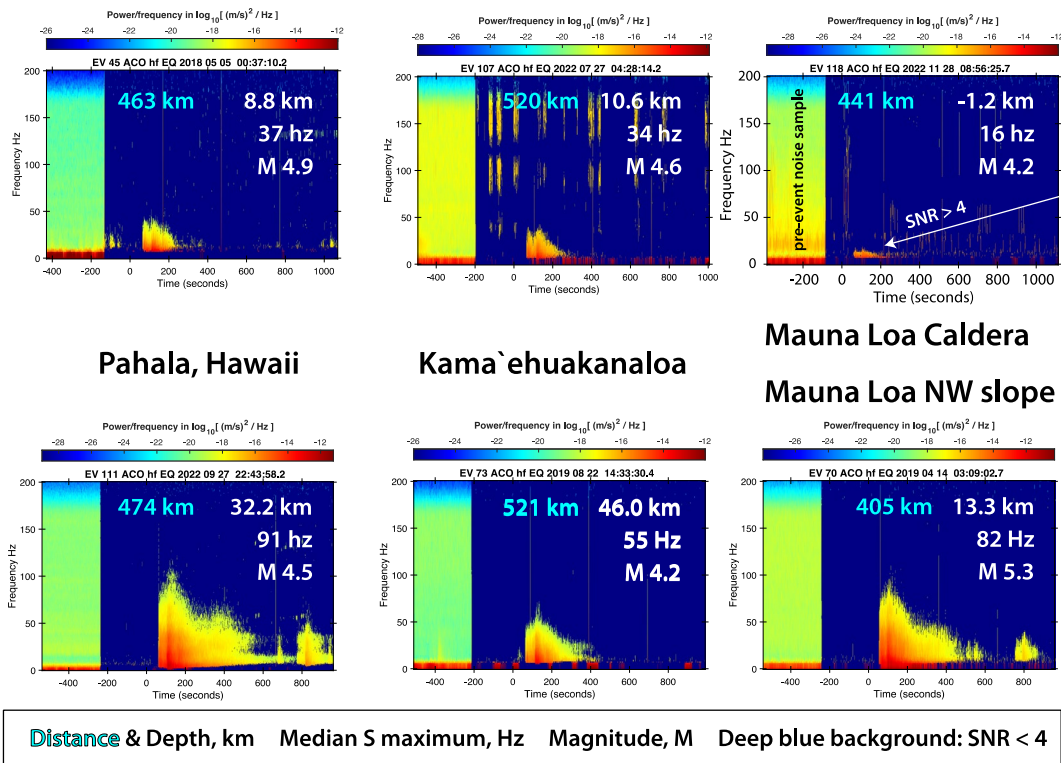 Power/frequency in log10[ (m/s)2 / Hz ]
-26 -24 -22 -20 -18 -16 -14 -12
EV 45 ACO hf EQ 2018 05 05 00:37:10.2
463 km 8.8 km
37 hz
M 4.9
Frequency Hz
200
150
100
50
0
-400 -200 0 200 400 600 800 1000
Time (seconds)
Power/frequency in log10[ (m/s)2 / Hz ]
-28 -26 -24 -22 -20 -18 -16 -14 -12
EV 107 ACO hf EQ 2022 07 27 04:28:14.2
520 km 10.6 km
34 hz
M 4.6
Frequency Hz
200
150
100
50
0
-400 -200 0 200 400 600 800 1000
Time (seconds)
Power/frequency in log10[ (m/s)2 / Hz ]
-26 -24 -22 -20 -18 -16 -14 -12
EV 118 ACO hf EQ 2022 11 28 08:56:25.7
pre-event noise sample
441 km -1.2 km
16 hz
M 4.2
SNR > 4
Frequency Hz
200
150
100
50
0
-200 0 200 400 600 800 1000
Time (seconds)
Pahala, Hawaii
Kama`ehuakanaloa
Mauna Loa Caldera
Mauna Loa NW slope
Power/frequency in log10[ (m/s)2 / Hz ]
-28 -26 -24 -22 -20 -18 -16 -14 -12
EV 111 ACO hf EQ 2022 09 27 22:43:58.2
474 km 32.2 km
91 hz
M 4.5
Frequency Hz
200
150
100
50
0
-400 -200 0 200 400 600 800
Time (seconds)
Power/frequency in log10[ (m/s)2 / Hz ]
-26 -24 -22 -20 -18 -16 -14 -12
EV 73 ACO hf EQ 2019 08 22 14:33:30.4
521 km 46.0 km
55 Hz
M 4.2
Frequency Hz
200
150
100
50
0
-400 -200 0 200 400 600 800 1000
Time (seconds)
Power/frequency in log10[ (m/s)2 / Hz ]
-26 -24 -22 -20 -18 -16 -14 -12
EV 70 ACO hf EQ 2019 04 14 03:09:02.7
405 km 13.3 km
82 Hz
M 5.3
Frequency Hz
200
150
100
50
0
-400 -200 0 200 400 600 800
Time (seconds)
Distance & Depth, km Median S maximum, Hz Magnitude, M Deep blue background: SNR < 4